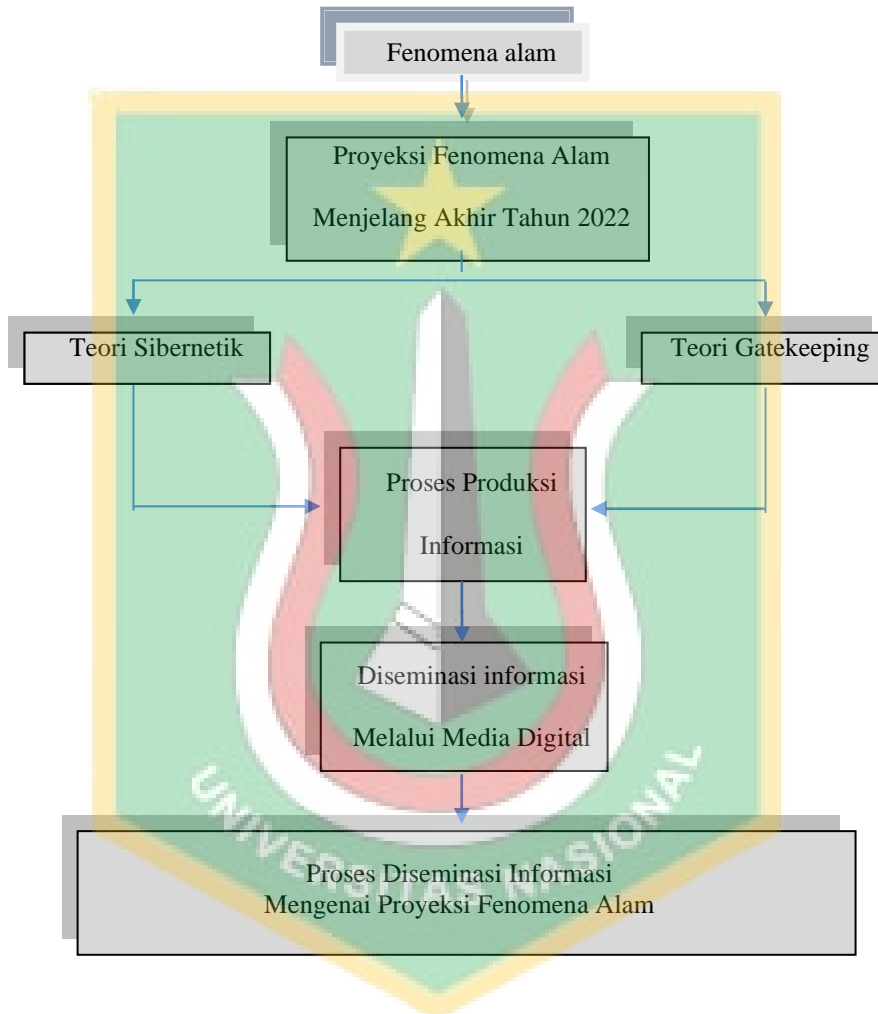 Fenomena alam
Proyeksi Fenomena Alam
Menjelang Akhir Tahun 2022
Teori Sibernetik
Teori Gatekeeping
Proses Produksi
Informasi
Diseminasi informasi
Melalui Media Digital
Proses Diseminasi Informasi
Mengenai Proyeksi Fenomena Alam
UNIVERSITAS NASIONAL